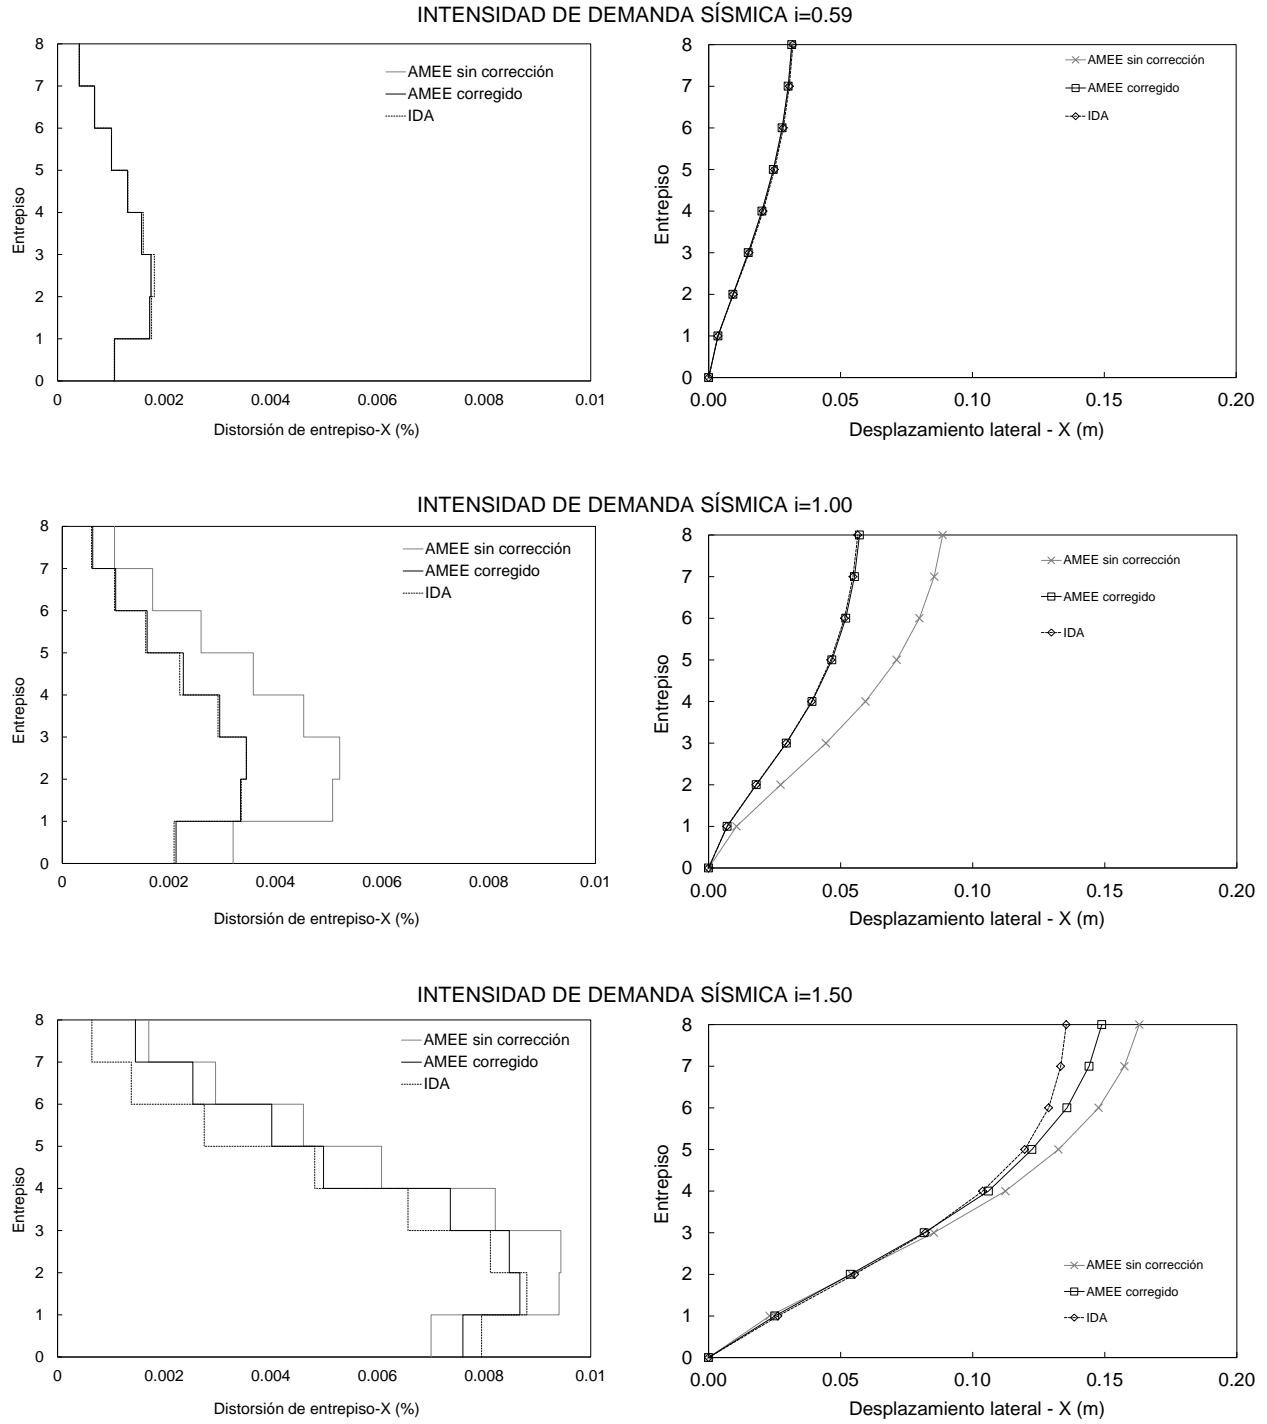 INTENSIDAD DE DEMANDA SÍSMICA i=0.59
8
7
6
5
4
3
2
1
0
Entrepiso
AMEE sin corrección
AMEE corregido
IDA
0 0.002 0.004 0.006 0.008 0.01
Distorsión de entrepiso-X (%)
8
7
6
5
4
3
2
1
0
Entrepiso
AMEE sin corrección
AMEE corregido
IDA
0.00 0.05 0.10 0.15 0.20
Desplazamiento lateral - X (m)
INTENSIDAD DE DEMANDA SÍSMICA i=1.00
8
7
6
5
4
3
2
1
0
Entrepiso
AMEE sin corrección
AMEE corregido
IDA
0 0.002 0.004 0.006 0.008 0.01
Distorsión de entrepiso-X (%)
8
7
6
5
4
3
2
1
0
Entrepiso
AMEE sin corrección
AMEE corregido
IDA
0.00 0.05 0.10 0.15 0.20
Desplazamiento lateral - X (m)
INTENSIDAD DE DEMANDA SÍSMICA i=1.50
8
7
6
5
4
3
2
1
0
Entrepiso
AMEE sin corrección
AMEE corregido
IDA
0 0.002 0.004 0.006 0.008 0.01
Distorsión de entrepiso-X (%)
8
7
6
5
4
3
2
1
0
Entrepiso
AMEE sin corrección
AMEE corregido
IDA
0.00 0.05 0.10 0.15 0.20
Desplazamiento lateral - X (m)